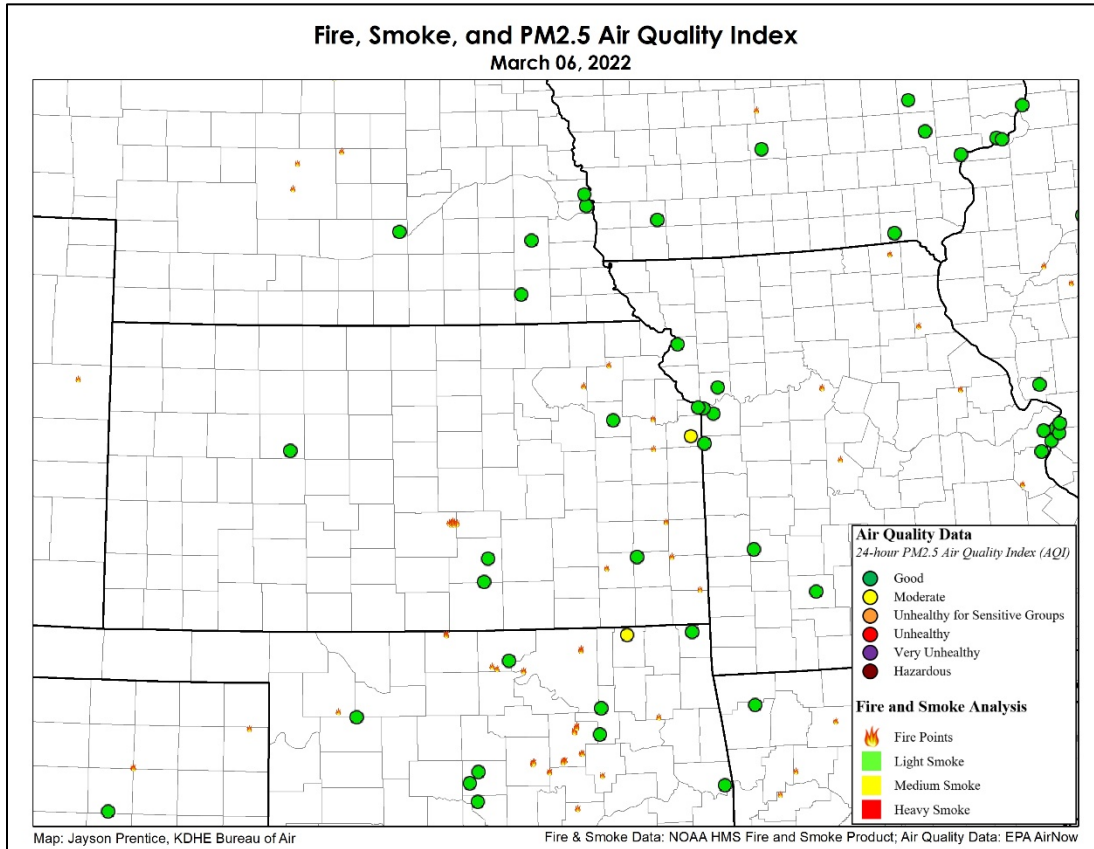 Fire, Smoke, and PM2.5 Air Quality Index
March 06, 2022
Air Quality Data
24-hour PM2.5 Air Quality Index (AQI)
Good
Moderate
Unhealthy for Sensitive Groups
Unhealthy
Very Unhealthy
Hazardous
Fire and Smoke Analysis
Fire Points
Light Smoke
Medium Smoke
Heavy Smoke
Map: Jayson Prentice, KDHE Bureau of Air
Fire & Smoke Data: NOAA HMS Fire and Smoke Product; Air Quality Data: EPA AirNow